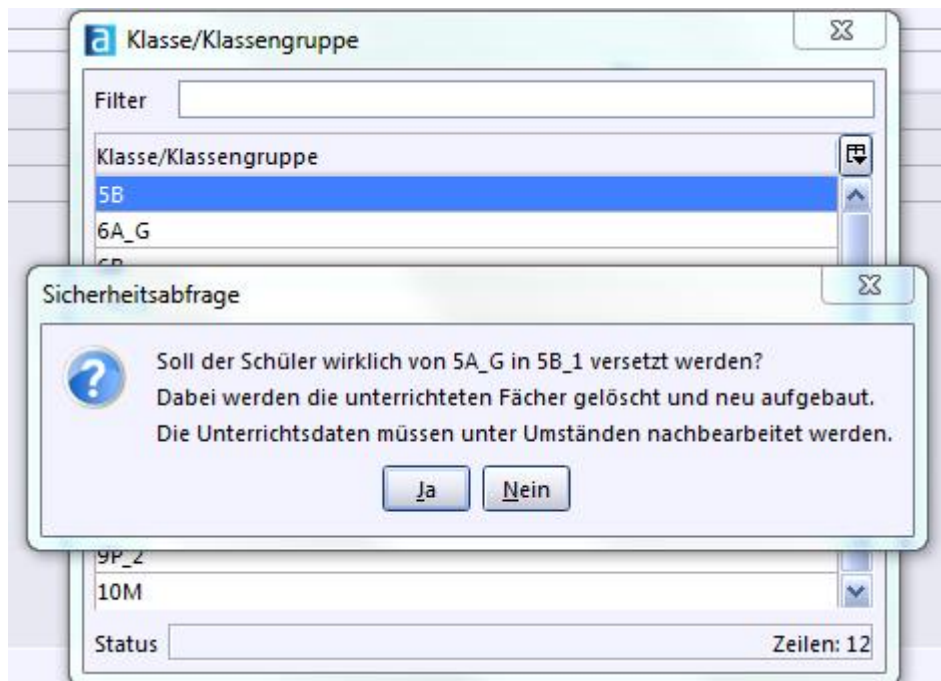 a Klasse/Klassengruppe
Filter
Klasse/Klassengruppe
5B
6A_G
6B
Sicherheitsabfrage
Soll der Schüler wirklich von 5A_G in 5B_1 versetzt werden?
Dabei werden die unterrichteten Fächer gelöscht und neu aufgebaut.
Die Unterrichtsdaten müssen unter Umständen nachbearbeitet werden.
Ja Nein
9P_2
10M
Status Zeilen: 12